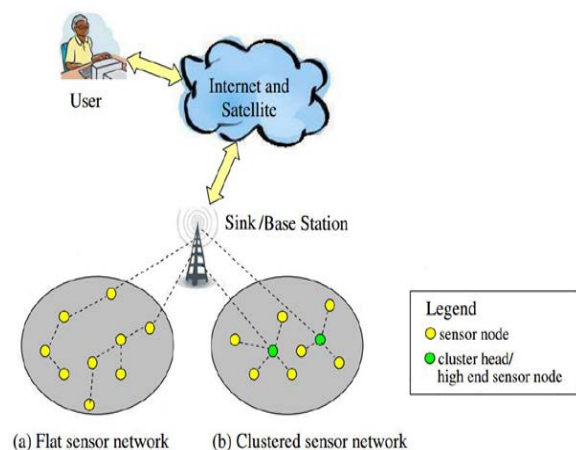 User
Internet and
Satellite
Sink/Base Station
Legend
sensor node
cluster head/
high end sensor node
(a) Flat sensor network
(b) Clustered sensor network